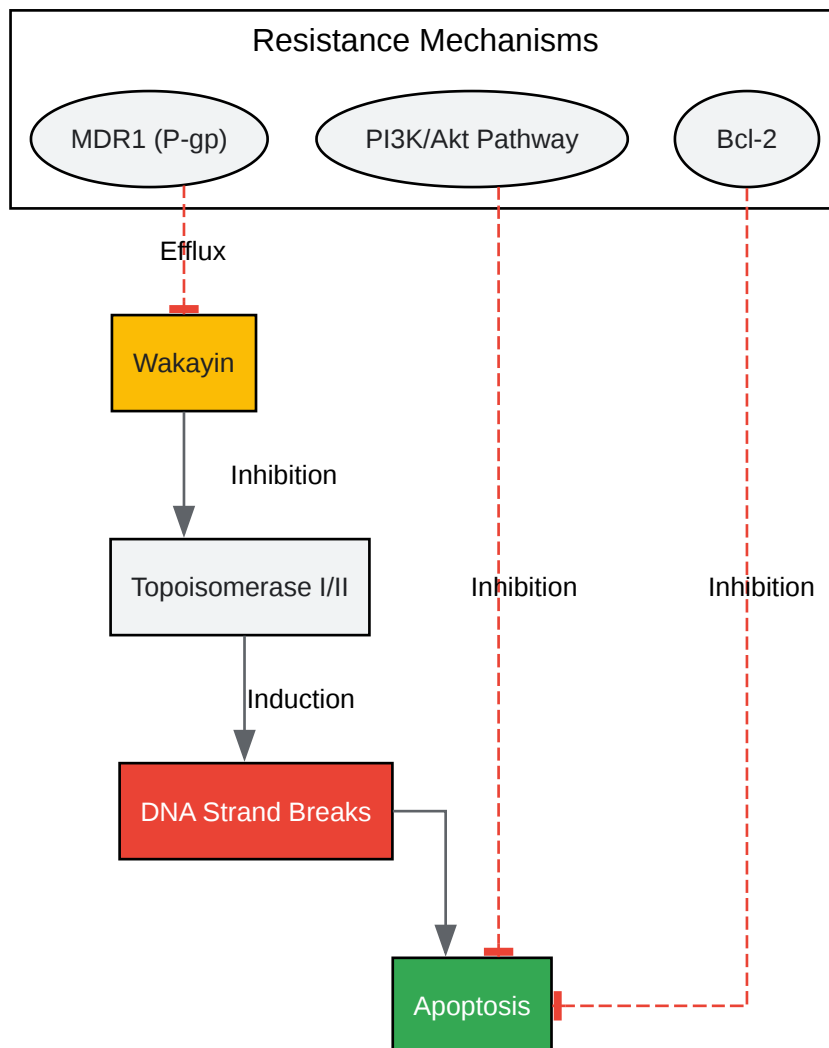 Resistance Mechanisms
MDR1 (P-gp)
PI3K/Akt Pathway
Bcl-2
Efflux
Wakayin
Inhibition
Topoisomerase I/II
Inhibition
Inhibition
Induction
DNA Strand Breaks
Apoptosis